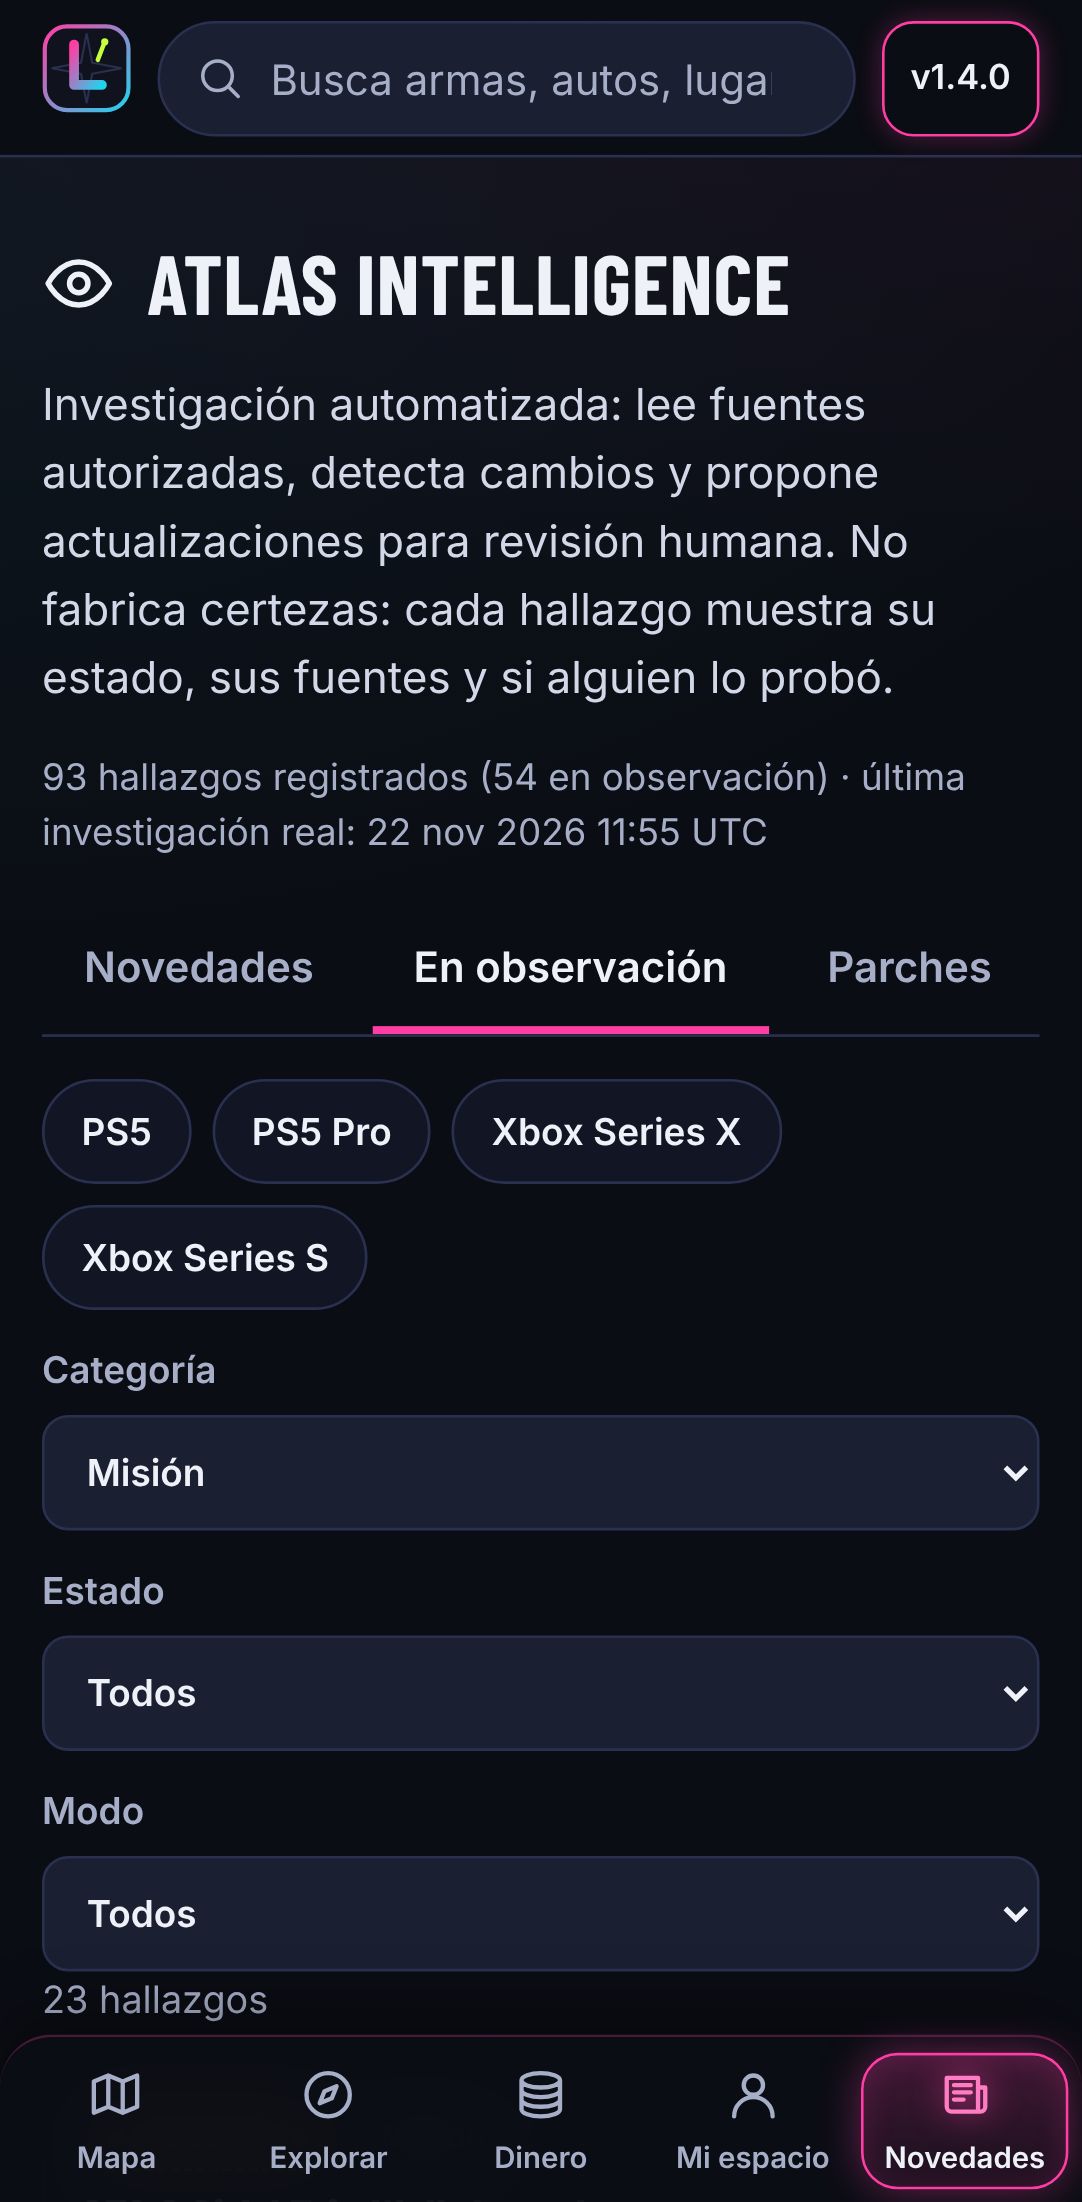 Busca armas, autos, luga
v1.4.0
ATLAS INTELLIGENCE
Investigación automatizada: lee fuentes
autorizadas, detecta cambios y propone
actualizaciones para revisión humana. No
fabrica certezas: cada hallazgo muestra su
estado, sus fuentes y si alguien lo probó.
93 hallazgos registrados (54 en observación) · última
investigación real: 22 nov 2026 11:55 UTC
Novedades En observación Parches
PS5 PS5 Pro Xbox Series X
Xbox Series S
Categoría
Misión
Estado
Todos
Modo
Todos
23 hallazgos
Mapa Explorar Dinero Mi espacio Novedades